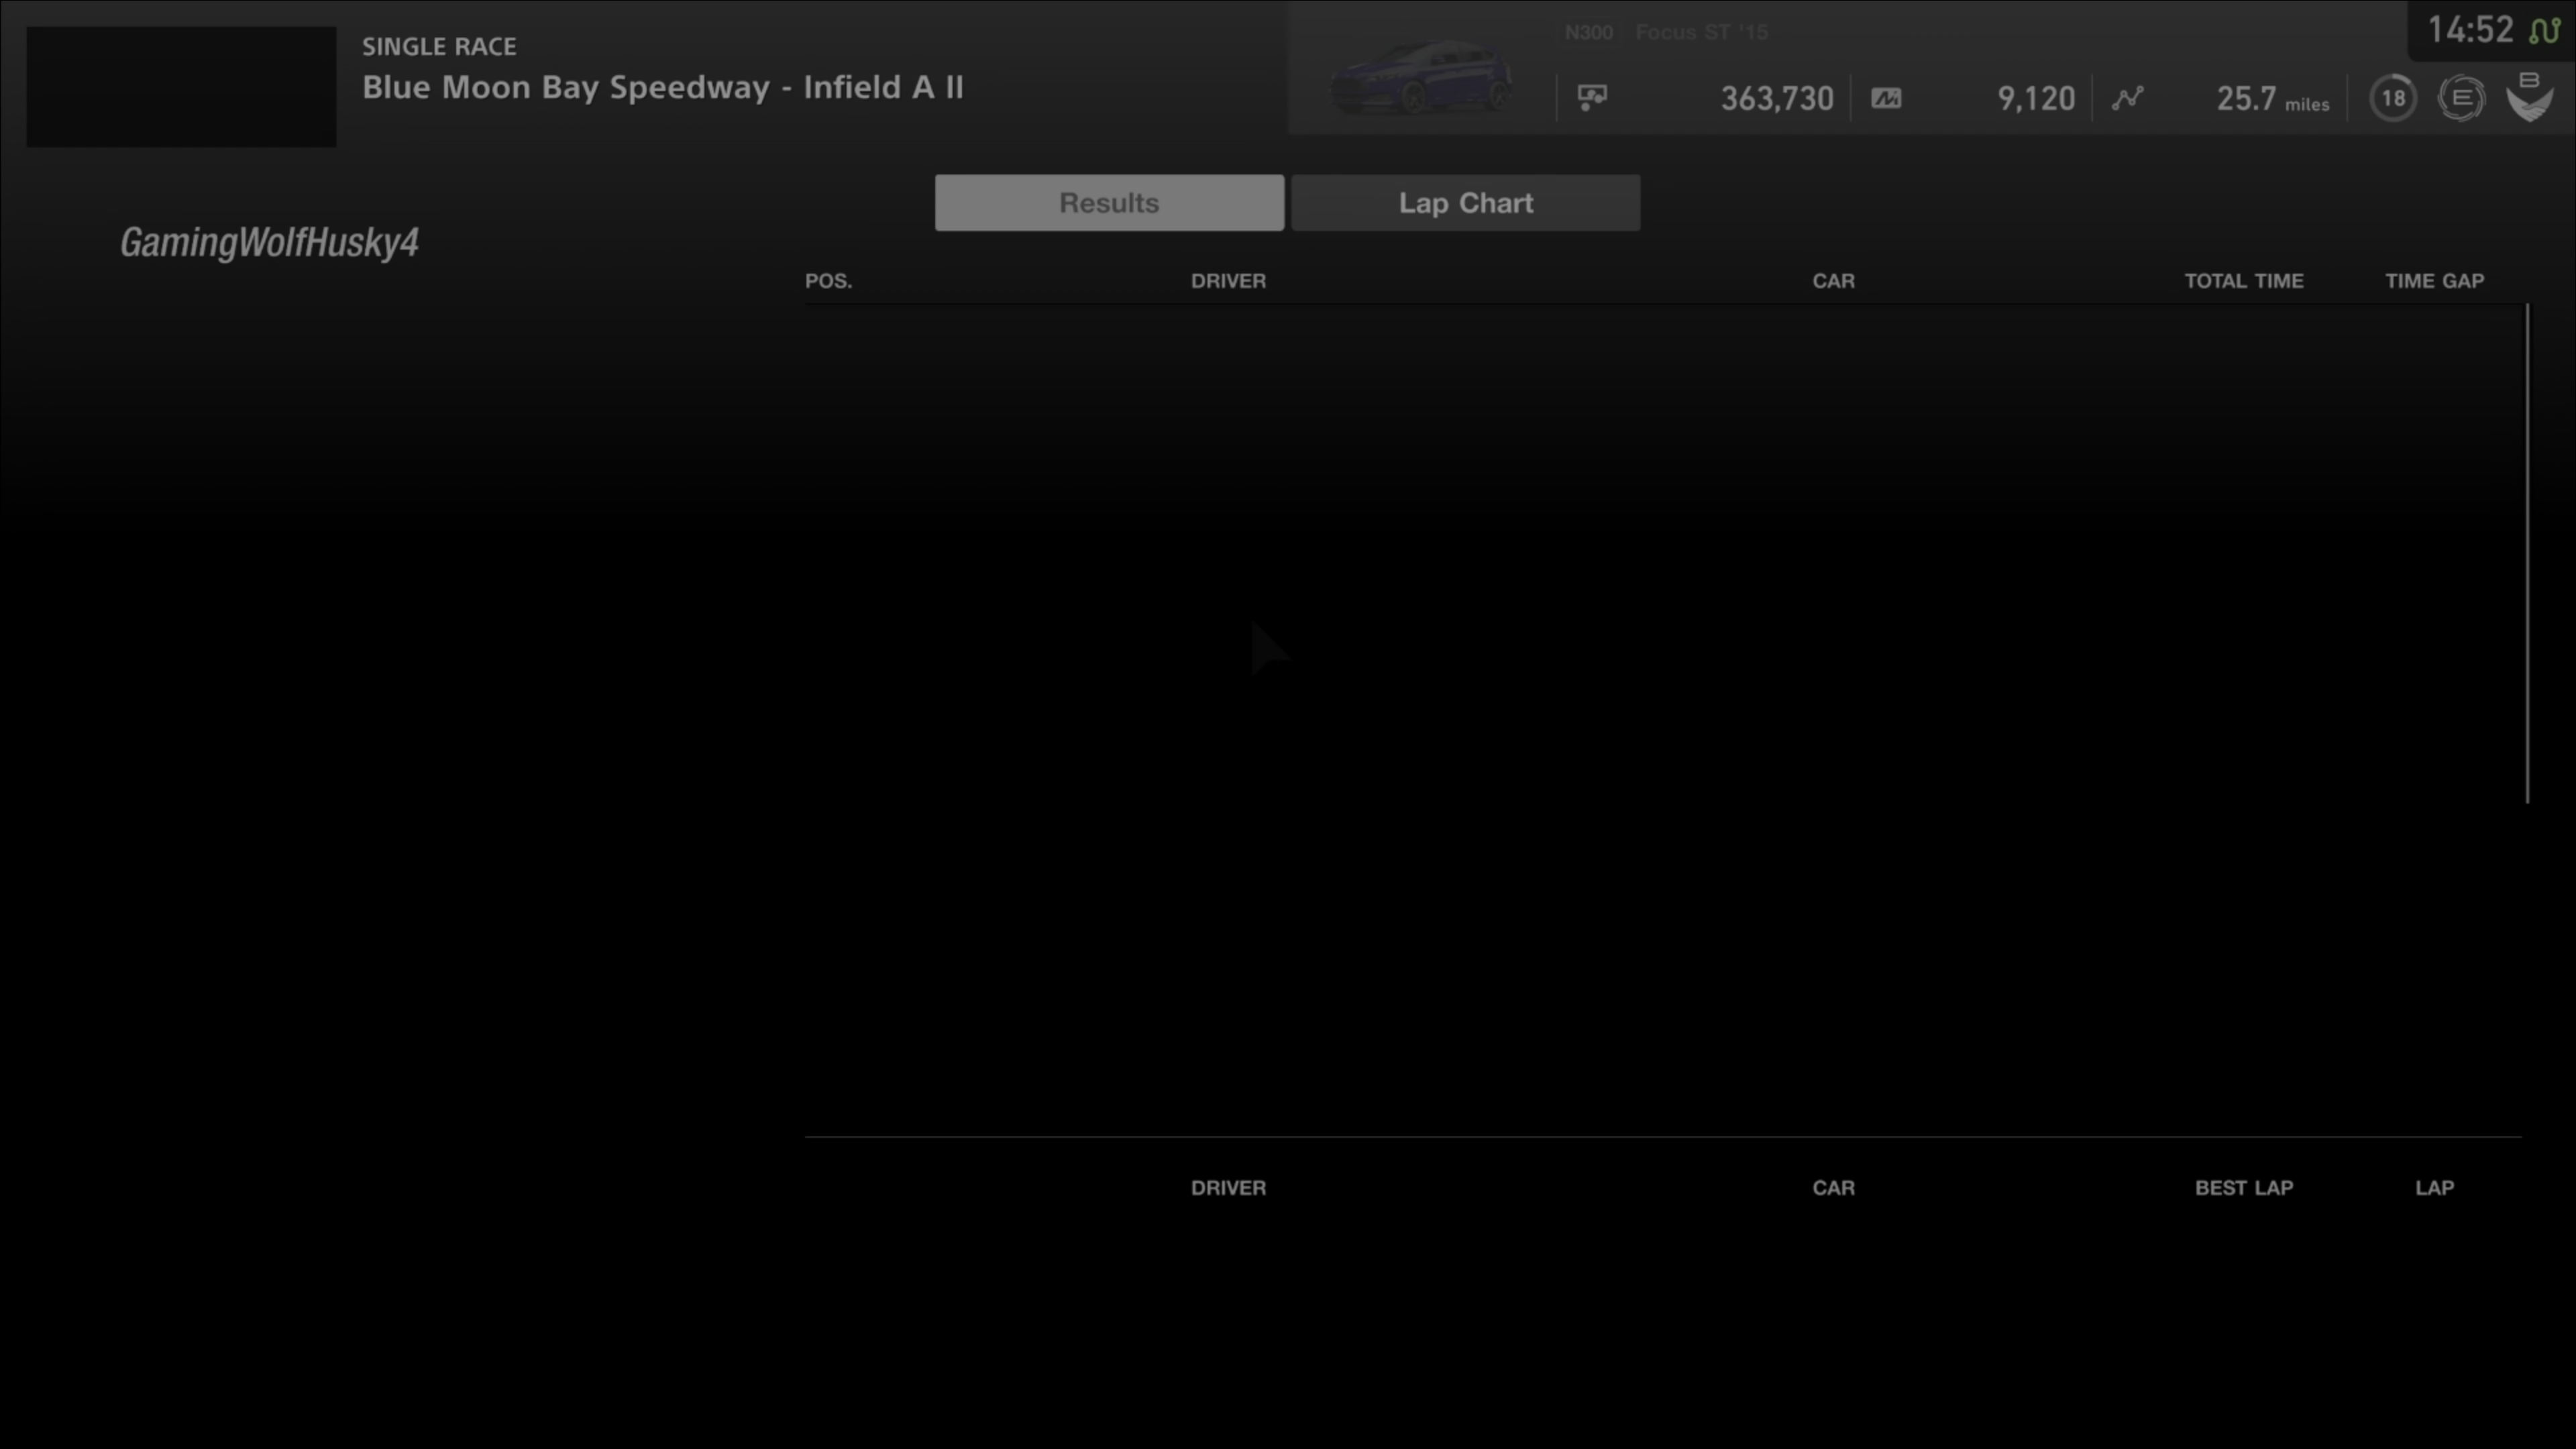 SINGLE RACE
Blue Moon Bay Speedway - Infield A II
N300 Focus ST '15
14:52
363,730 9,120 25.7 miles 18 E B
Results Lap Chart
GamingWolfHusky4
POS. DRIVER CAR TOTAL TIME TIME GAP
DRIVER CAR BEST LAP LAP